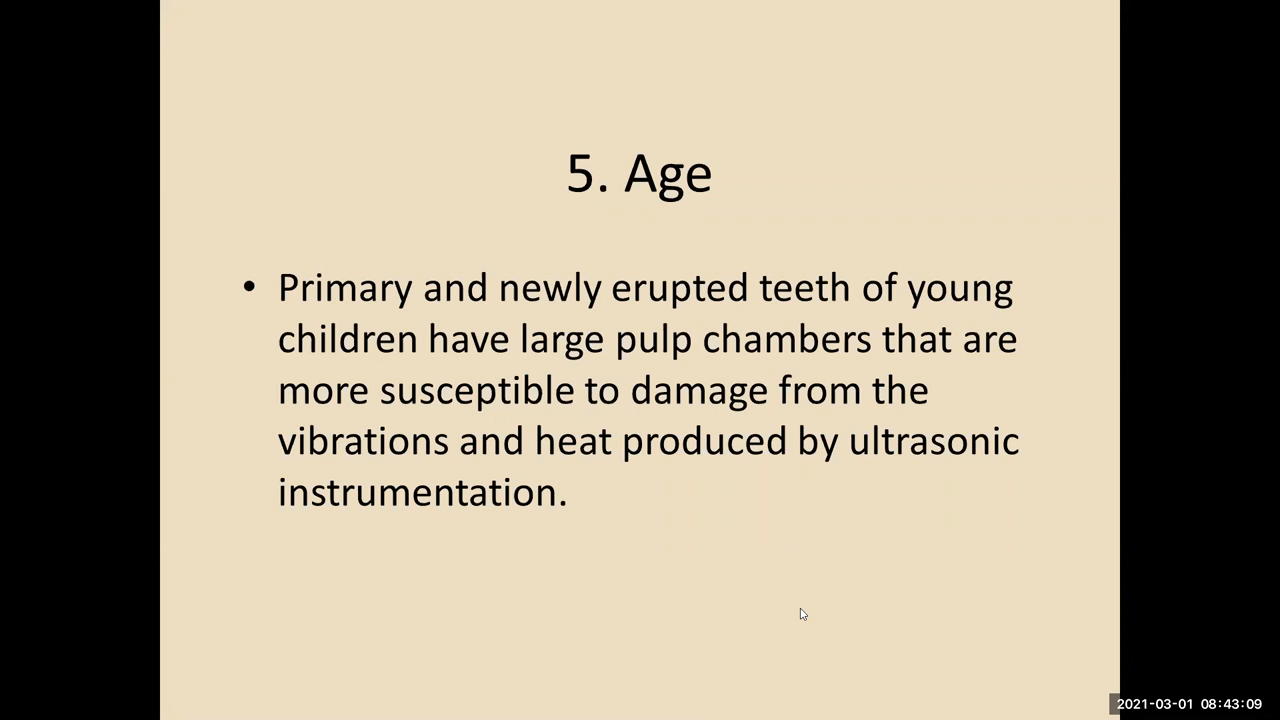 5. Age
• Primary and newly erupted teeth of young
children have large pulp chambers that are
more susceptible to damage from the
vibrations and heat produced by ultrasonic
instrumentation.
2021-03-01 08:43:09